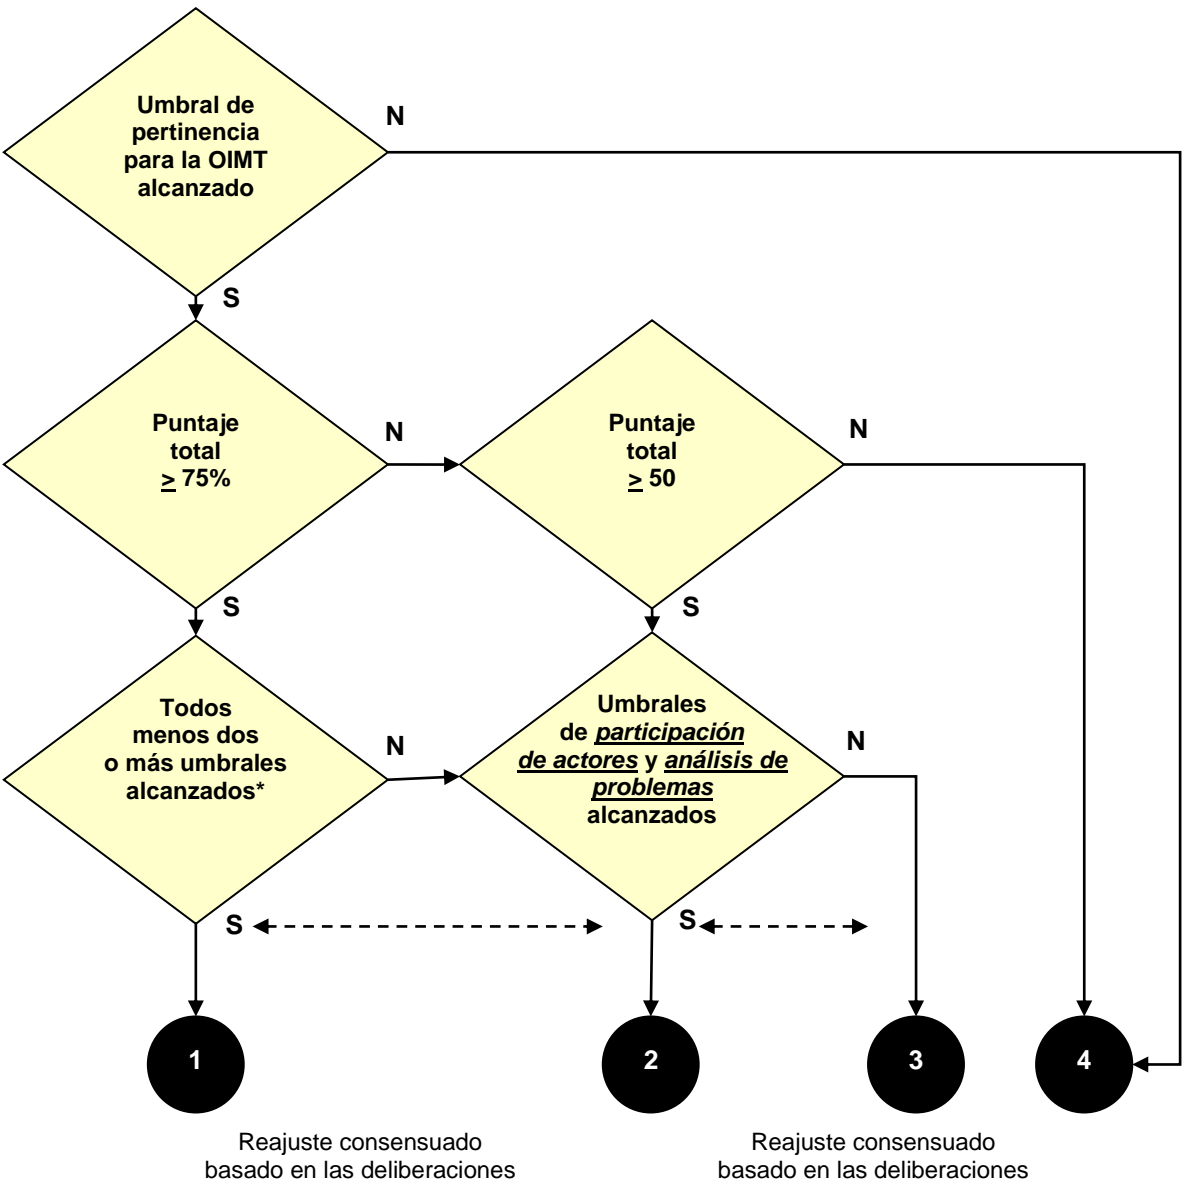 Umbral de
pertinencia
para la OIMT
alcanzado
N
S
Puntaje
total
≥ 75%
N
Puntaje
total
≥ 50
N
S
S
Todos
menos dos
o más umbrales
alcanzados*
N
Umbrales
de participación
de actores y análisis de
problemas
alcanzados
N
S
S
1
2
3
4
Reajuste consensuado
basado en las deliberaciones
Reajuste consensuado
basado en las deliberaciones